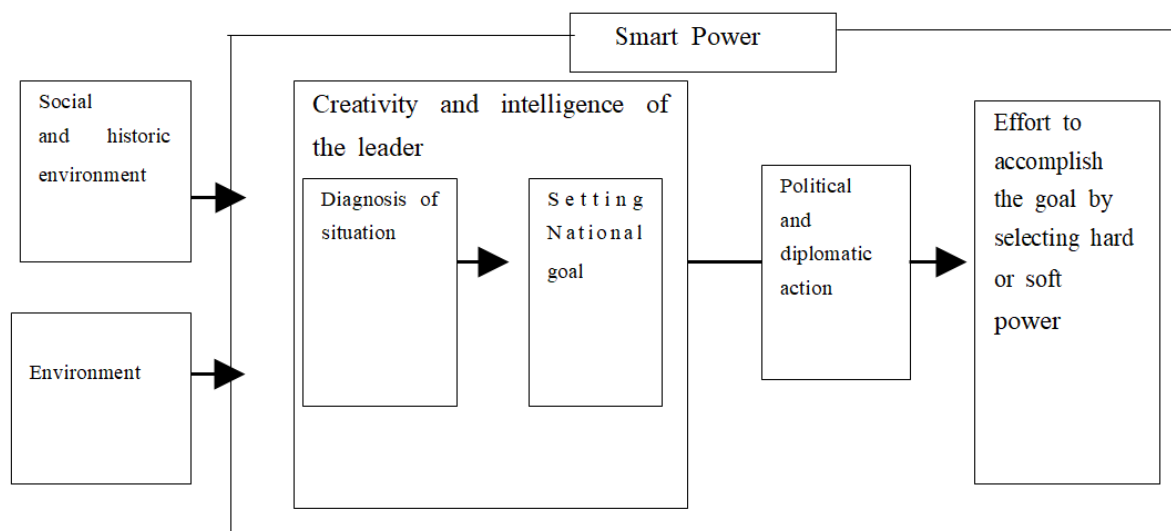 Smart Power
Social
and historic
environment
Environment
Creativity and intelligence of
the leader
Diagnosis of
situation
Setting
National
goal
Political
and
diplomatic
action
Effort to
accomplish
the goal by
selecting hard
or soft
power